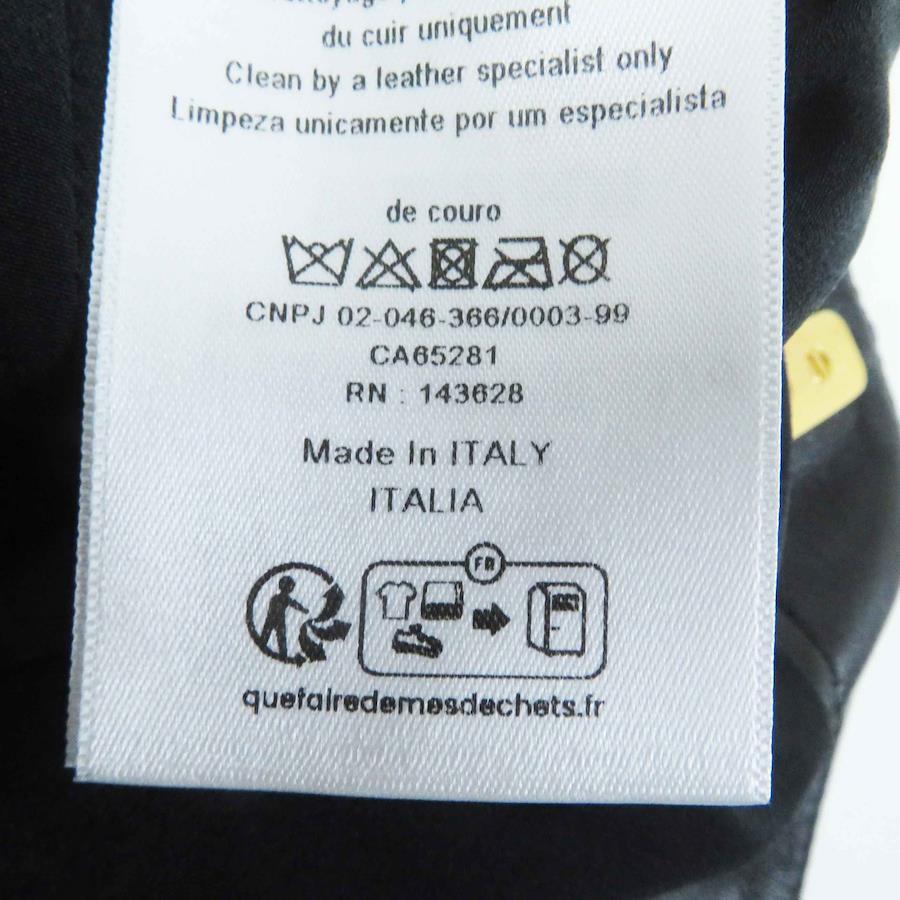 du cuir uniquement
Clean by a leather specialist only
Limpeza unicamente por um especialista
de couro
CNPJ 02-046-366/0003-99
CA65281
RN : 143628
Made In ITALY
ITALIA
FR
quefairedemesdechets.fr